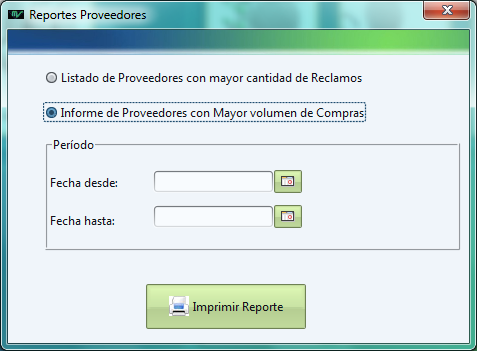 Reportes Proveedores
Listado de Proveedores con mayor cantidad de Reclamos
Informe de Proveedores con Mayor volumen de Compras
Período
Fecha desde:
Fecha hasta:
Imprimir Reporte